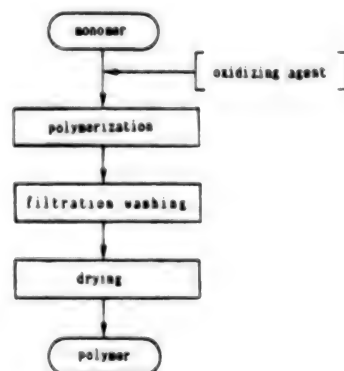 monomer
oxidizing agent
polymerization
filtration washing
drying
polymer